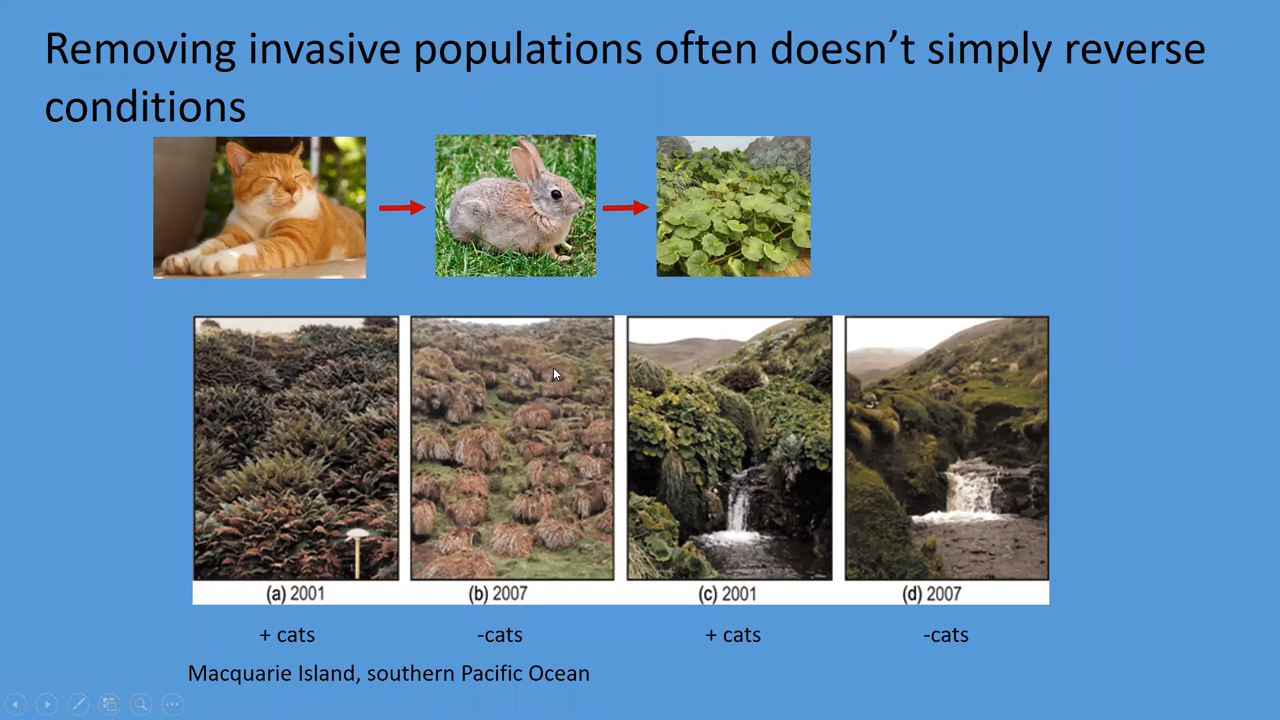 Removing invasive populations often doesn’t simply reverse
conditions
(a) 2001
(b) 2007
(c) 2001
(d) 2007
+ cats
-cats
+ cats
-cats
Macquarie Island, southern Pacific Ocean